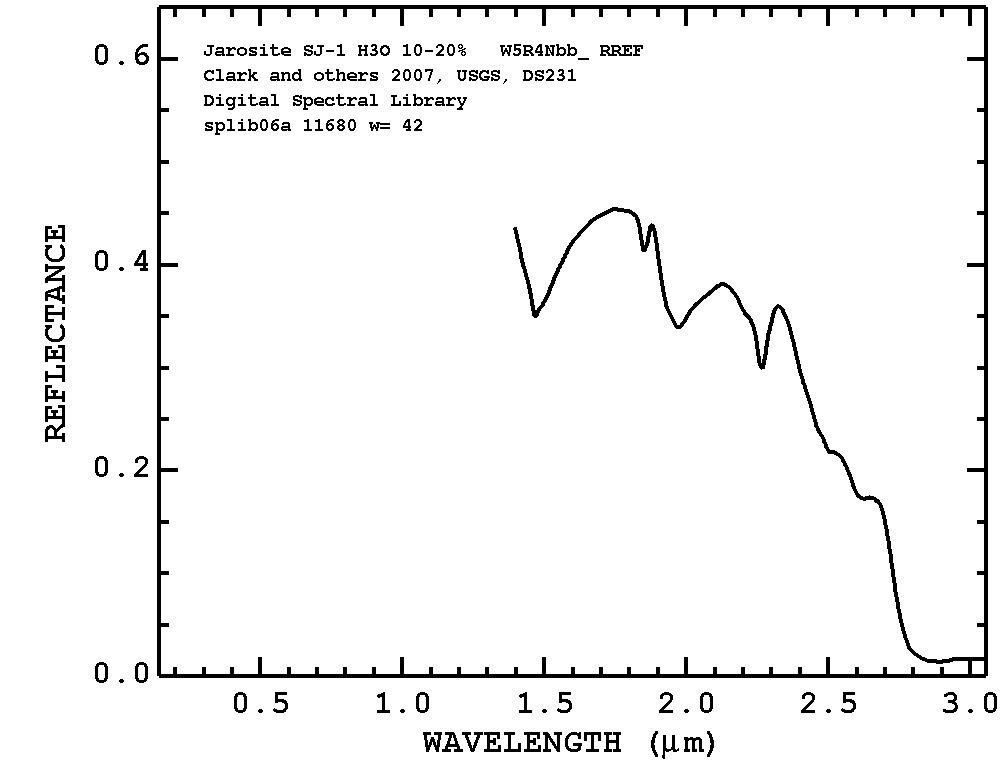 Jarosite SJ-1 H3O 10-20% W5R4Nbb_ RREF
Clark and others 2007, USGS, DS231
Digital Spectral Library
splib06a 11680 w= 42
REFLECTANCE
0.6
0.4
0.2
0.0
0.5 1.0 1.5 2.0 2.5 3.0
WAVELENGTH (μm)